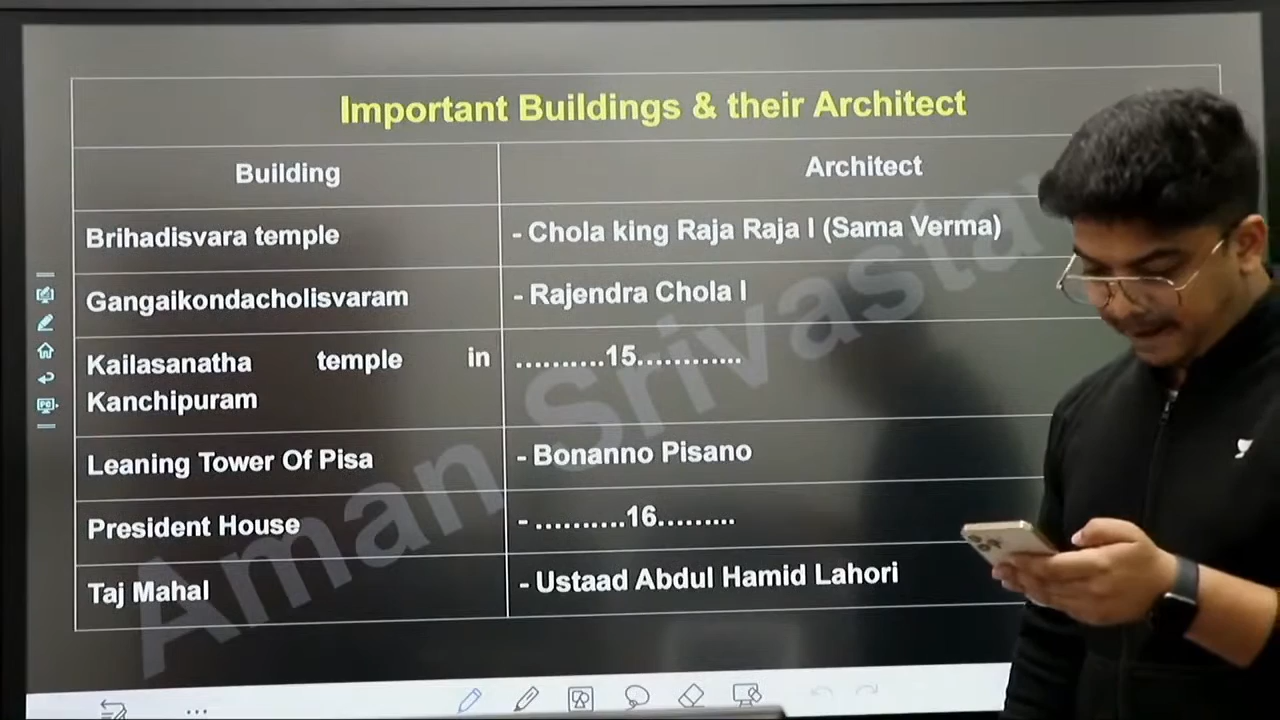 Important Buildings & their Architect
Building
Architect
Brihadisvara temple
- Chola king Raja Raja I (Sama Verma)
Gangaikondacholisvaram
- Rajendra Chola I
Kailasanatha temple in
Kanchipuram
..........15............
Leaning Tower Of Pisa
- Bonanno Pisano
President House
- ..........16.........
Taj Mahal
- Ustaad Abdul Hamid Lahori
Aman Srivasta